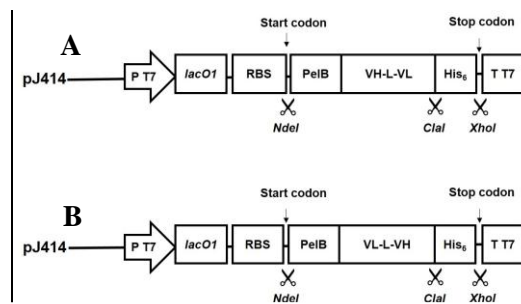 Start codon Stop codon
A
pJ414 P T7 lacO1 RBS PelB VH-L-VL His6 T T7
NdeI ClaI XhoI
Start codon Stop codon
B
pJ414 P T7 lacO1 RBS PelB VL-L-VH His6 T T7
NdeI ClaI XhoI